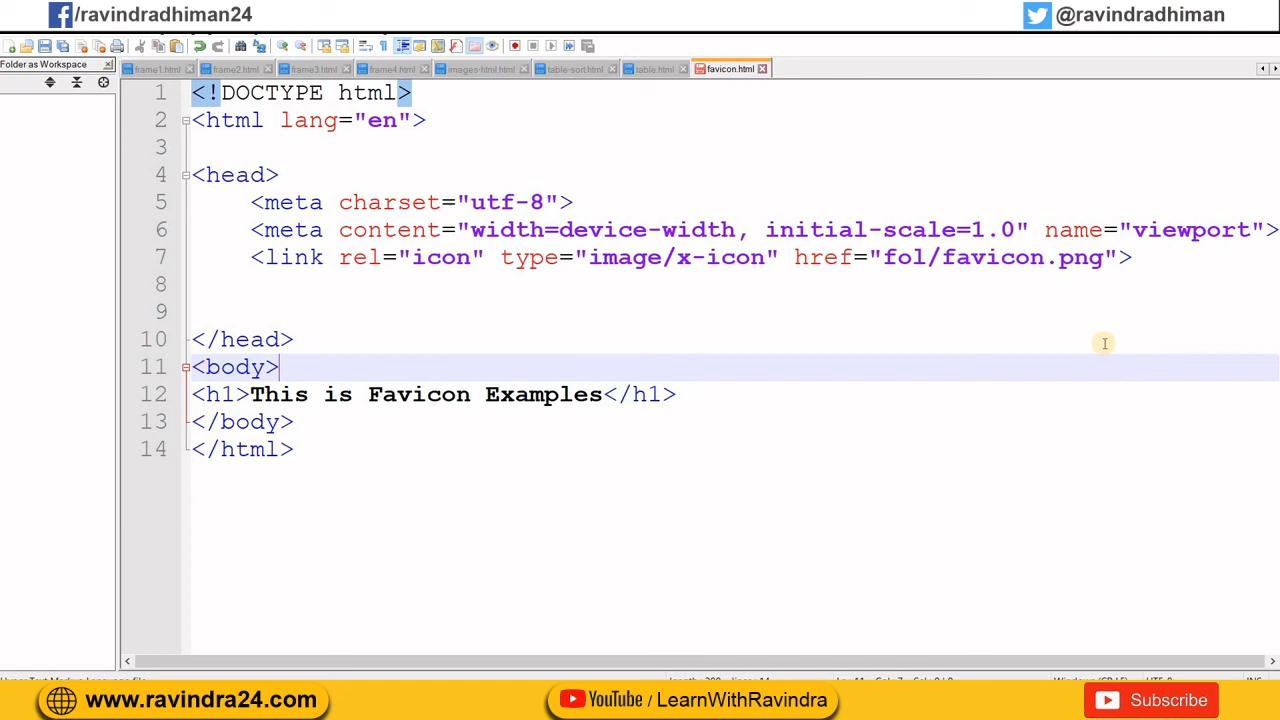 /ravindradhiman24 @ravindradhiman
Folder as Workspace frame1.html frame2.html frame3.html frame4.html images-html.html table-sort.html table.html favicon.html
1 <!DOCTYPE html>
2 <html lang="en">
3
4 <head>
5 <meta charset="utf-8">
6 <meta content="width=device-width, initial-scale=1.0" name="viewport">
7 <link rel="icon" type="image/x-icon" href="fol/favicon.png">
8
9
10 </head>
11 <body>
12 <h1>This is Favicon Examples</h1>
13 </body>
14 </html>
www.ravindra24.com YouTube / LearnWithRavindra Subscribe